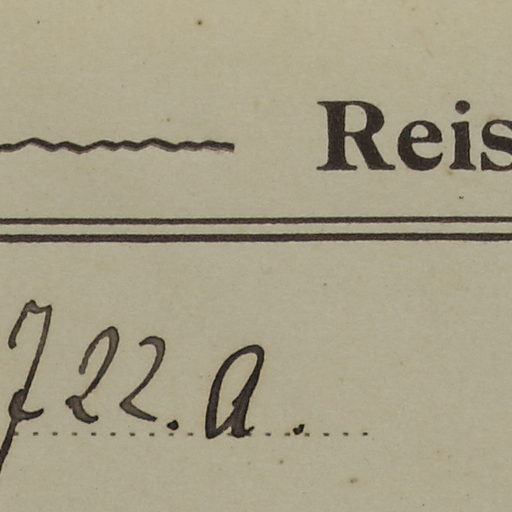 Reis
722. a.